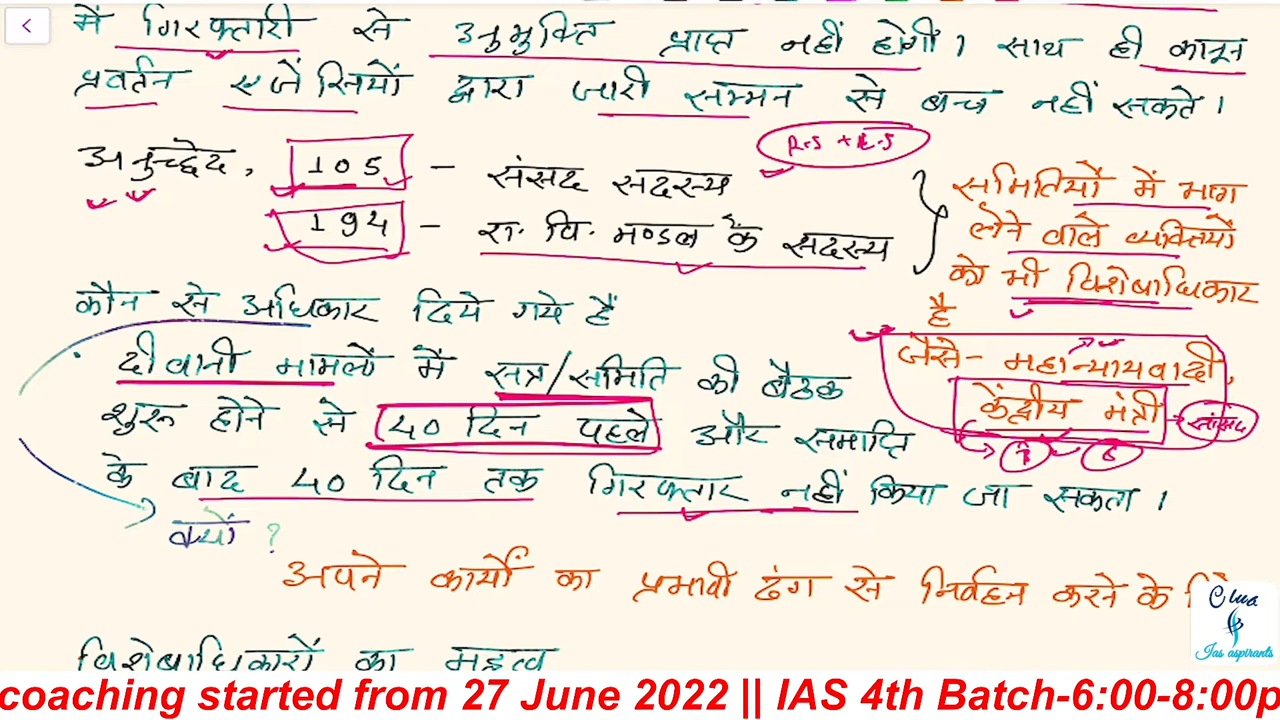 में गिरफ्तारी से उन्मुक्ति प्राप्त नहीं होगी। साथ ही कानून
प्रवर्तन एजेंसियों द्वारा जारी सम्मन से बच नहीं सकते।
अनुच्छेद, 105 - संसद सदस्य
R.S + L.S
194 - रा. वि. मण्डल के सदस्य
समितियों में भाग
लेने वाले व्यक्तियों
को भी विशेषाधिकार
है
जैसे- महान्यायवादी,
केंद्रीय मंत्री
कौन से अधिकार दिये गये हैं
दीवानी मामलों में सत्र/समिति की बैठक
शुरू होने से 40 दिन पहले और समाप्ति
के बाद 40 दिन तक गिरफ्तार नहीं किया जा सकता।
क्यों ?
अपने कार्यों का प्रभावी ढंग से निर्वहन करने के
विशेषाधिकारों का महत्व
Ias aspirants
coaching started from 27 June 2022 || IAS 4th Batch-6:00-8:00p